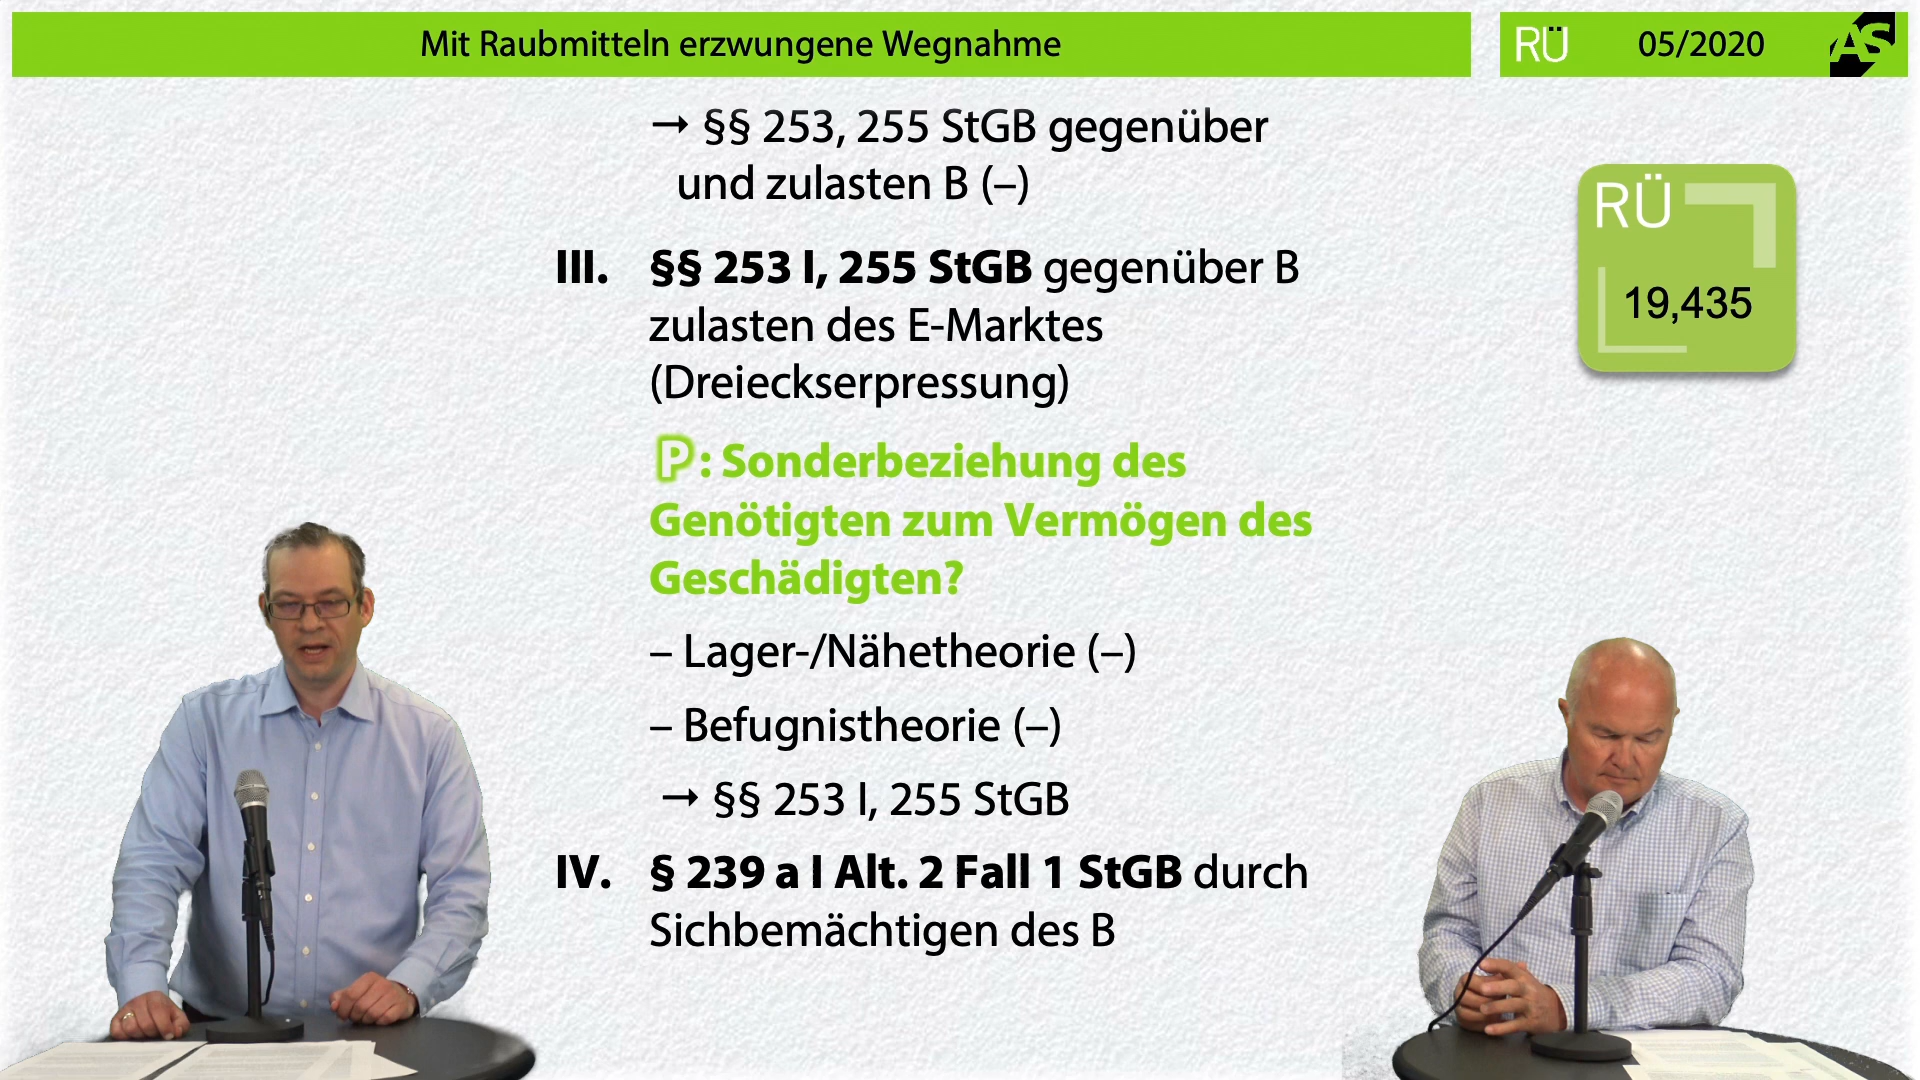 Mit Raubmitteln erzwungene Wegnahme
RÜ 05/2020 AS
→ §§ 253, 255 StGB gegenüber
und zulasten B (–)
III. §§ 253 I, 255 StGB gegenüber B
zulasten des E-Marktes
(Dreieckserpressung)
P: Sonderbeziehung des
Genötigten zum Vermögen des
Geschädigten?
– Lager-/Nähetheorie (–)
– Befugnistheorie (–)
→ §§ 253 I, 255 StGB
IV. § 239 a I Alt. 2 Fall 1 StGB durch
Sichbemächtigen des B
RÜ
19,435